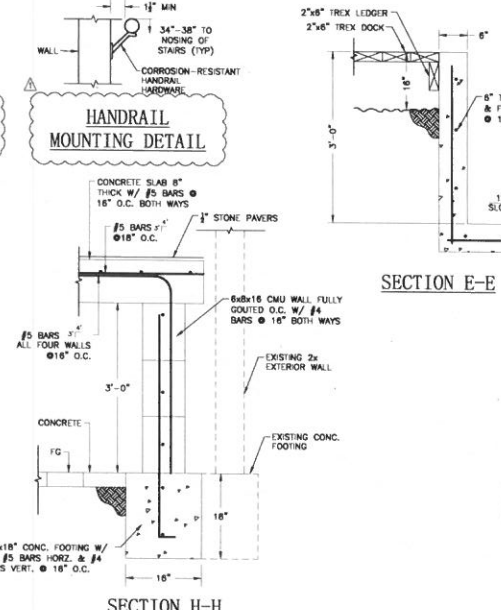 1½" MIN
WALL
34"-38" TO
NOSING OF
STAIRS (TYP)
CORROSION-RESISTANT
HANDRAIL
HARDWARE
HANDRAIL
MOUNTING DETAIL
2"x6" TREX LEDGER
2"x6" TREX DOCK
6"
16"
3'-0"
SECTION E-E
CONCRETE SLAB 8"
THICK W/ #5 BARS @
16" O.C. BOTH WAYS
#5 BARS
@18" O.C.
STONE PAVERS
#5 BARS
ALL FOUR WALLS
@16" O.C.
6x8x16 CMU WALL FULLY
GOUTED O.C. W/ #4
BARS @ 16" BOTH WAYS
3'-0"
EXISTING 2x
EXTERIOR WALL
CONCRETE
FG
EXISTING CONC.
FOOTING
18"
x18" CONC. FOOTING W/
#5 BARS HORZ. & #4
S VERT. @ 18" O.C.
16"
SECTION H-H